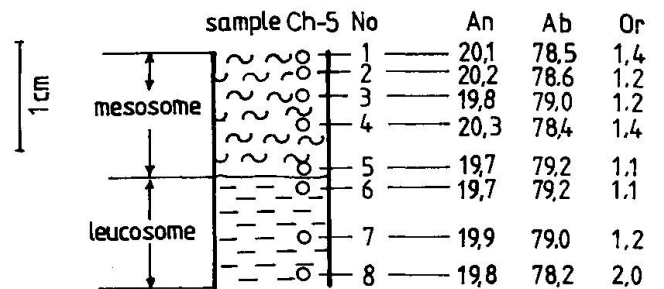 sample Ch-5 No An Ab Or
1 20,1 78,5 1,4
2 20,2 78.6 1,2
mesosome 3 19,8 79,0 1.2
1cm 4 20,3 78,4 1,4
5 19,7 79,2 1,1
6 19,7 79,2 1,1
leucosome 7 19,9 79.0 1,2
8 19,8 78,2 2,0